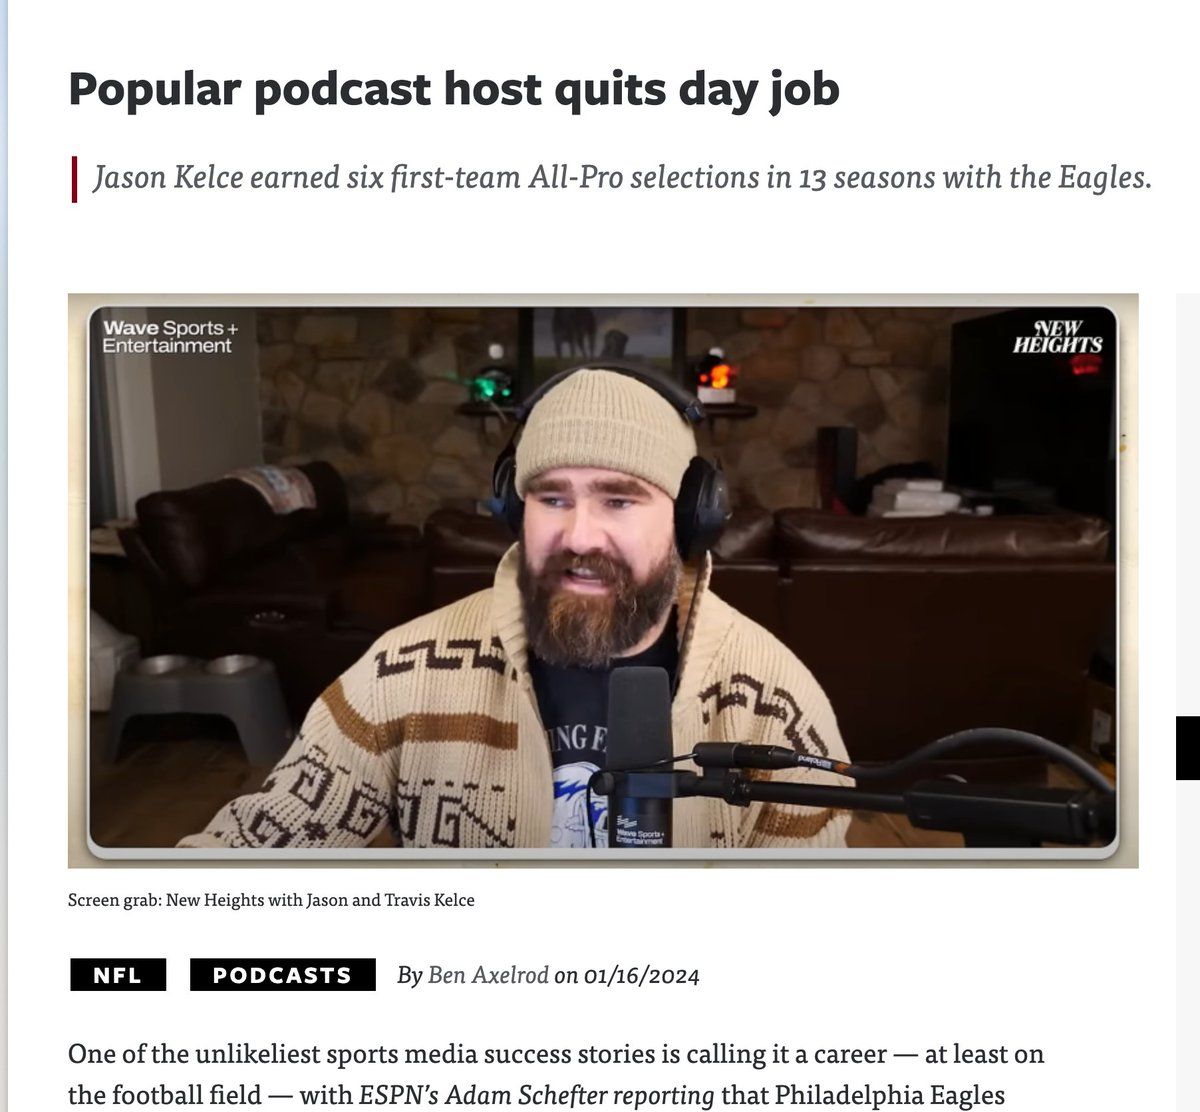 Popular podcast host quits day job
Jason Kelce earned six first-team All-Pro selections in 13 seasons with the Eagles.
Wave Sports +
Entertainment
NEW
HEIGHTS
ING F
Wave Sports +
Entertainment
Screen grab: New Heights with Jason and Travis Kelce
NFL
PODCASTS
By Ben Axelrod on 01/16/2024
One of the unlikeliest sports media success stories is calling it a career — at least on
the football field — with ESPN’s Adam Schefter reporting that Philadelphia Eagles